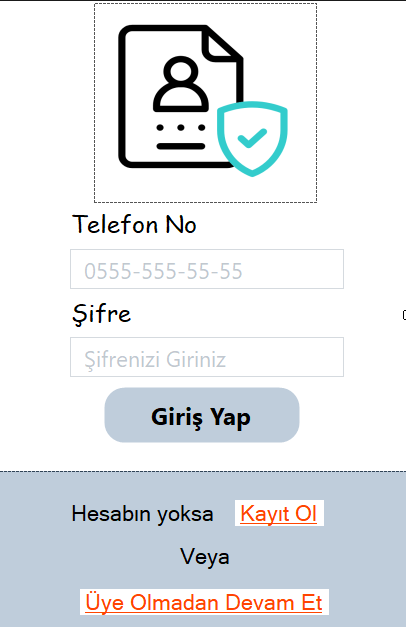 Telefon No
0555-555-55-55
Şifre
Şifrenizi Giriniz
Giriş Yap
Hesabın yoksa Kayıt Ol
Veya
Üye Olmadan Devam Et